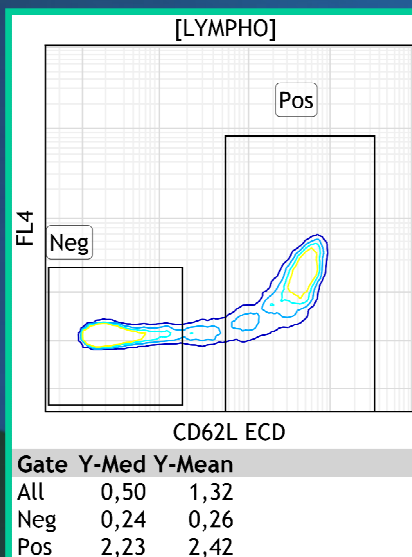 [LYMPHO]
Pos
Neg
FL4
CD62L ECD
Gate Y-Med Y-Mean
All 0,50 1,32
Neg 0,24 0,26
Pos 2,23 2,42